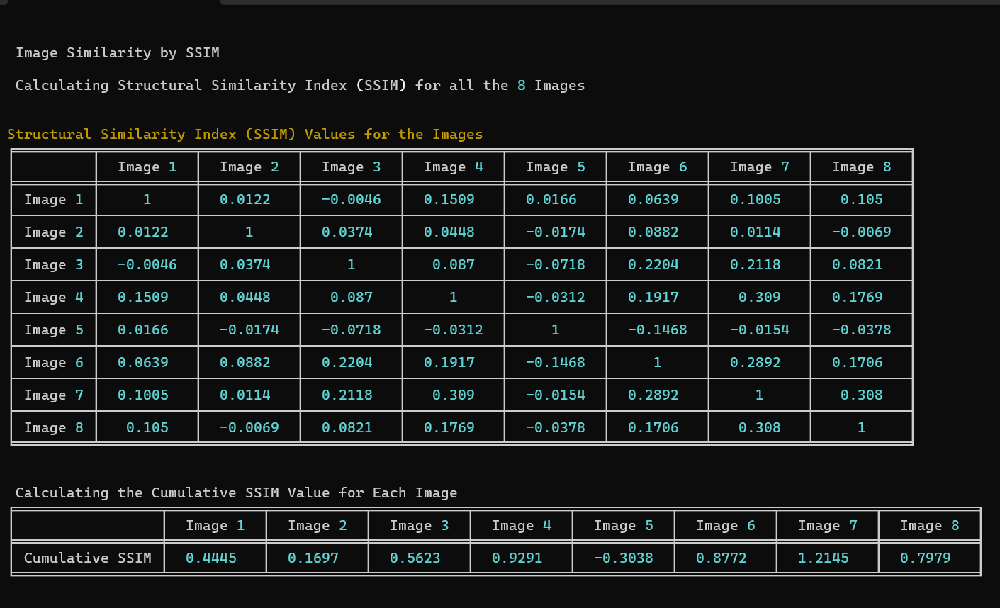 Image Similarity by SSIM
Calculating Structural Similarity Index (SSIM) for all the 8 Images
Structural Similarity Index (SSIM) Values for the Images
Image 1 Image 2 Image 3 Image 4 Image 5 Image 6 Image 7 Image 8
Image 1 1 0.0122 -0.0046 0.1509 0.0166 0.0639 0.1005 0.105
Image 2 0.0122 1 0.0374 0.0448 -0.0174 0.0882 0.0114 -0.0069
Image 3 -0.0046 0.0374 1 0.087 -0.0718 0.2204 0.2118 0.0821
Image 4 0.1509 0.0448 0.087 1 -0.0312 0.1917 0.309 0.1769
Image 5 0.0166 -0.0174 -0.0718 -0.0312 1 -0.1468 -0.0154 -0.0378
Image 6 0.0639 0.0882 0.2204 0.1917 -0.1468 1 0.2892 0.1706
Image 7 0.1005 0.0114 0.2118 0.309 -0.0154 0.2892 1 0.308
Image 8 0.105 -0.0069 0.0821 0.1769 -0.0378 0.1706 0.308 1
Calculating the Cumulative SSIM Value for Each Image
Image 1 Image 2 Image 3 Image 4 Image 5 Image 6 Image 7 Image 8
Cumulative SSIM 0.4445 0.1697 0.5623 0.9291 -0.3038 0.8772 1.2145 0.7979